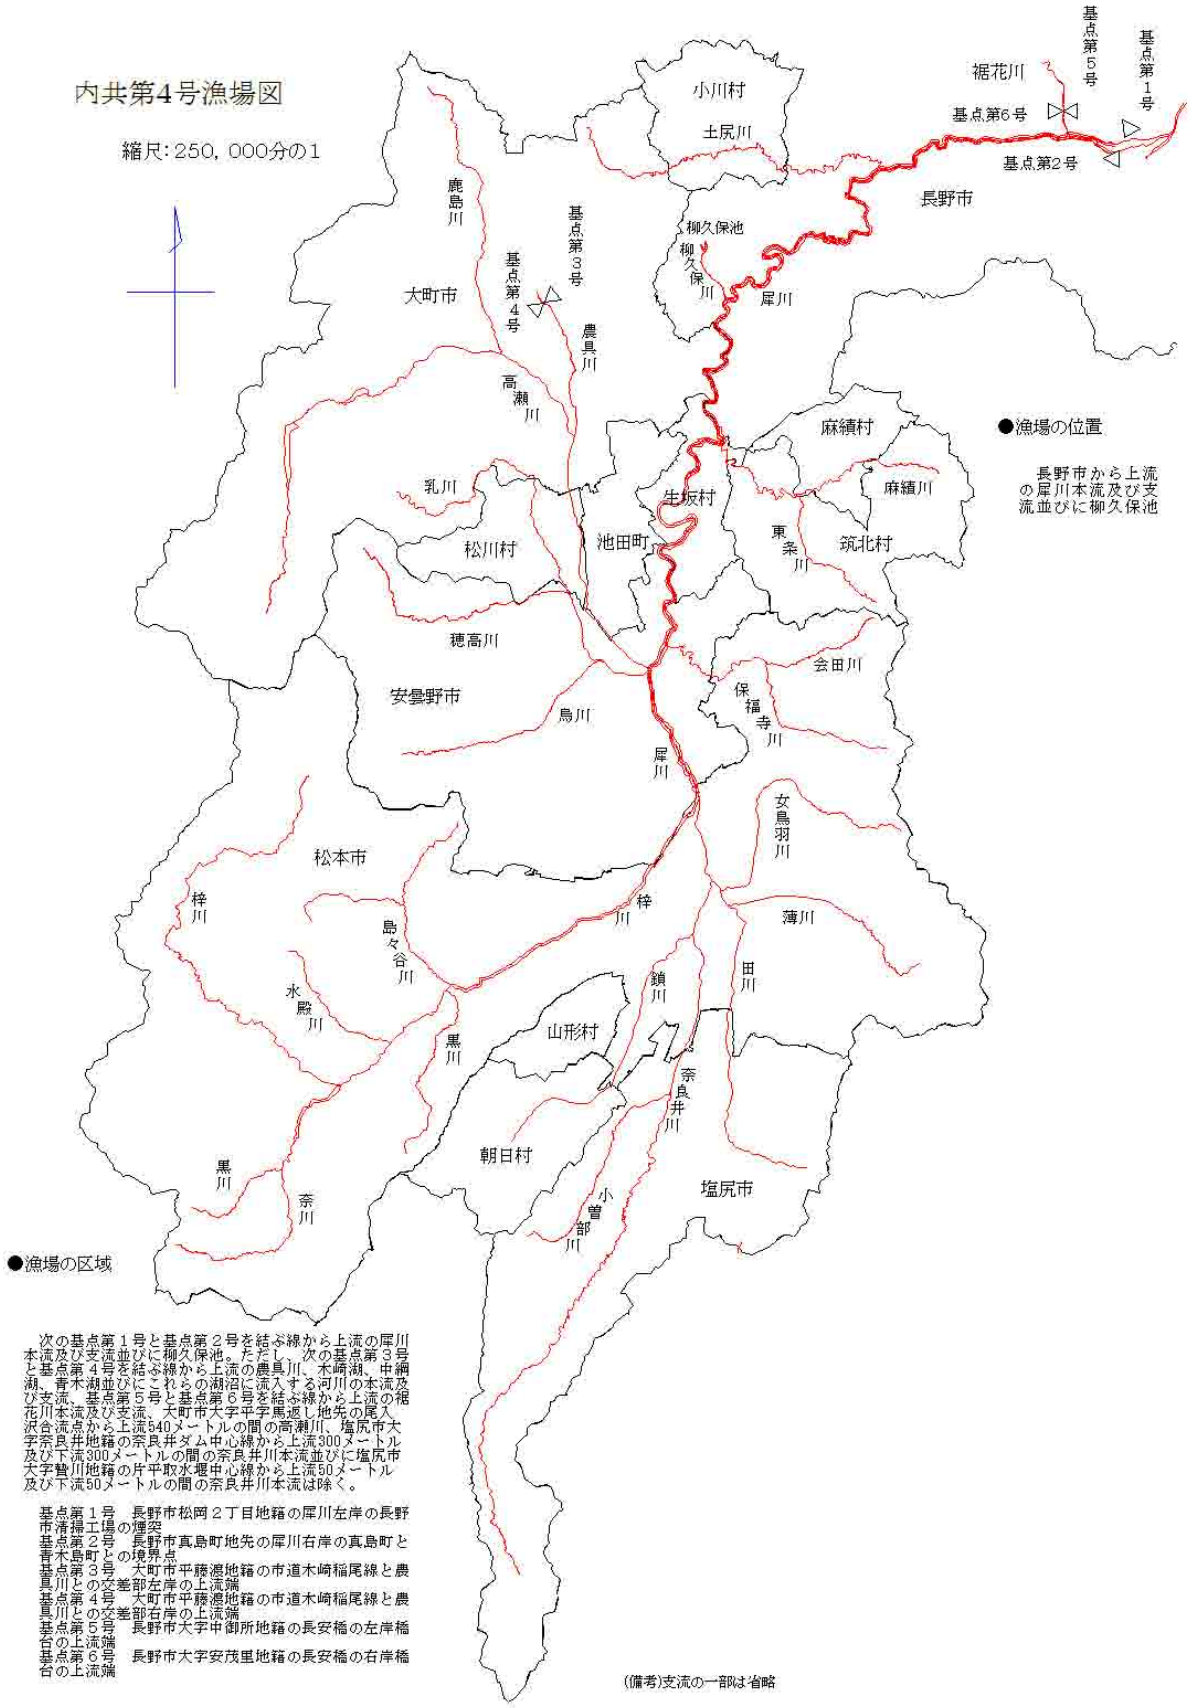 内共第4号漁場図
縮尺:250,000分の1
基点第5号
基点第1号
裾花川
基点第6号
基点第2号
小川村
土尻川
長野市
鹿島川
基点第3号
基点第4号
柳久保池
柳久保川
犀川
大町市
農具川
高瀬川
麻績村
●漁場の位置
長野市から上流
の犀川本流及び支
流並びに柳久保池
乳川
生坂村
麻績川
松川村
池田町
東条川
筑北村
穂高川
会田川
安曇野市
烏川
保福寺川
犀川
女鳥羽川
松本市
梓川
梓川
島々谷川
薄川
水殿川
鎖川
田川
山形村
黒川
奈良井川
朝日村
黒川
奈川
小曽部川
塩尻市
●漁場の区域
次の基点第1号と基点第2号を結ぶ線から上流の犀川
本流及び支流並びに柳久保池。ただし、次の基点第3号
と基点第4号を結ぶ線から上流の農具川、木崎湖、中綱
湖、青木湖並びにこれらの湖沼に流入する河川の本流及
び支流、基点第5号と基点第6号を結ぶ線から上流の裾
花川本流及び支流、大町市大字平字馬返し地先の尾入
沢合流点から上流540メートルの間の高瀬川、塩尻市大
字奈良井地籍の奈良井ダム中心線から上流300メートル
及び下流300メートルの間の奈良井川本流並びに塩尻市
大字贄川地籍の片平取水堰中心線から上流50メートル
及び下流50メートルの間の奈良井川本流は除く。
基点第1号 長野市松岡2丁目地籍の犀川左岸の長野
市清掃工場の煙突
基点第2号 長野市真島町地先の犀川右岸の真島町と
青木島町との境界点
基点第3号 大町市平藤渡地籍の市道木崎稲尾線と農
具川との交差部左岸の上流端
基点第4号 大町市平藤渡地籍の市道木崎稲尾線と農
具川との交差部右岸の上流端
基点第5号 長野市大字中御所地籍の長安橋の左岸橋
台の上流端
基点第6号 長野市大字安茂里地籍の長安橋の右岸橋
台の上流端
(備考)支流の一部は省略